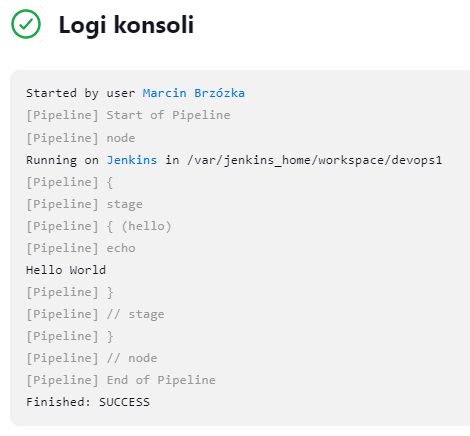 Logi konsoli
Started by user Marcin Brzózka
[Pipeline] Start of Pipeline
[Pipeline] node
Running on Jenkins in /var/jenkins_home/workspace/devops1
[Pipeline] {
[Pipeline] stage
[Pipeline] { (hello)
[Pipeline] echo
Hello World
[Pipeline] }
[Pipeline] // stage
[Pipeline] }
[Pipeline] // node
[Pipeline] End of Pipeline
Finished: SUCCESS